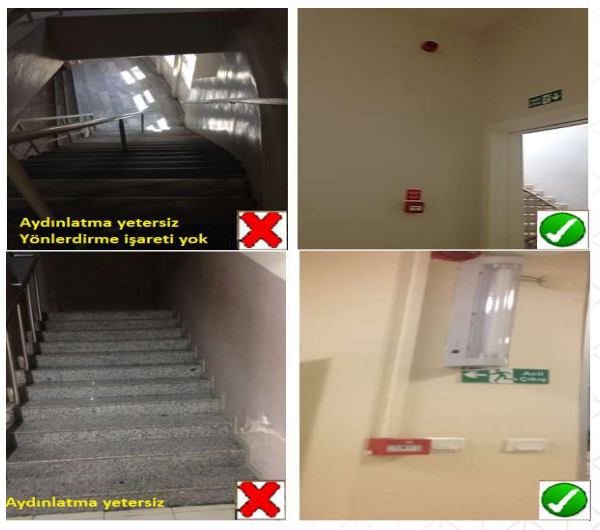 Aydınlatma yetersiz
Yönlerdirme işareti yok
Aydınlatma yetersiz
Acil
Çıkış